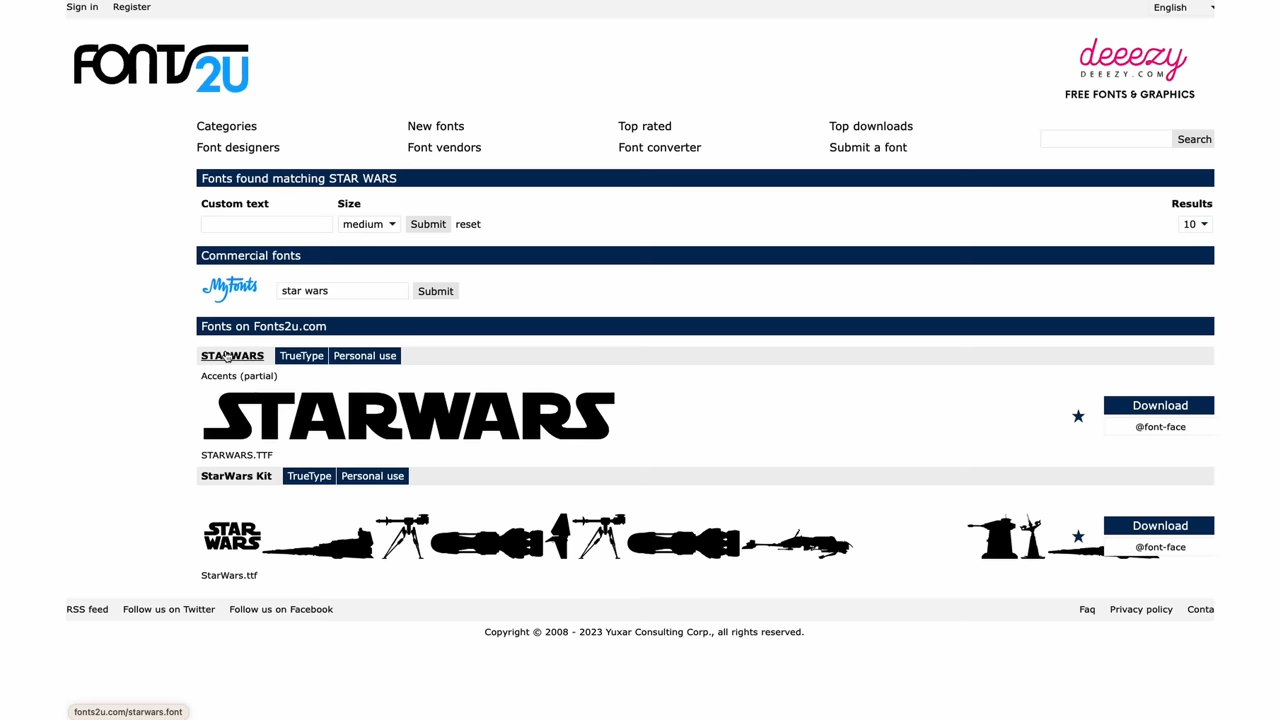 Sign in Register English
FONTS2U
deeezy
DEEEZY.COM
FREE FONTS & GRAPHICS
Categories New fonts Top rated Top downloads
Font designers Font vendors Font converter Submit a font
Search
Fonts found matching STAR WARS
Custom text Size Results
medium Submit reset 10
Commercial fonts
MyFonts star wars Submit
Fonts on Fonts2u.com
STARWARS TrueType Personal use
Accents (partial)
STARWARS
Download
@font-face
STARWARS.TTF
StarWars Kit TrueType Personal use
STAR
WARS
Download
@font-face
StarWars.ttf
RSS feed Follow us on Twitter Follow us on Facebook Faq Privacy policy Conta
Copyright © 2008 - 2023 Yuxar Consulting Corp., all rights reserved.
fonts2u.com/starwars.font